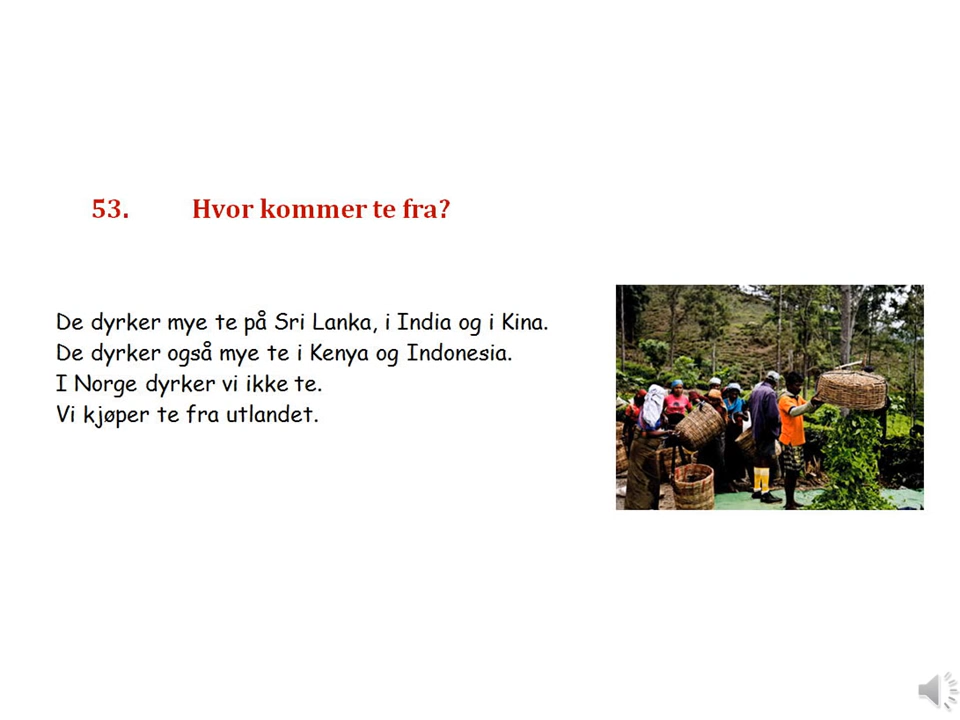 53. Hvor kommer te fra?
De dyrker mye te på Sri Lanka, i India og i Kina.
De dyrker også mye te i Kenya og Indonesia.
I Norge dyrker vi ikke te.
Vi kjøper te fra utlandet.